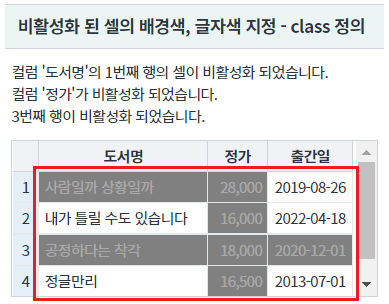 비활성화 된 셀의 배경색, 글자색 지정 - class 정의
컬럼 '도서명'의 1번째 행의 셀이 비활성화 되었습니다.
컬럼 '정가'가 비활성화 되었습니다.
3번째 행이 비활성화 되었습니다.
도서명 정가 출간일
1 사람일까 상황일까 28,000 2019-08-26
2 내가 틀릴 수도 있습니다 16,000 2022-04-18
3 공정하다는 착각 18,000 2020-12-01
4 정글만리 16,500 2013-07-01